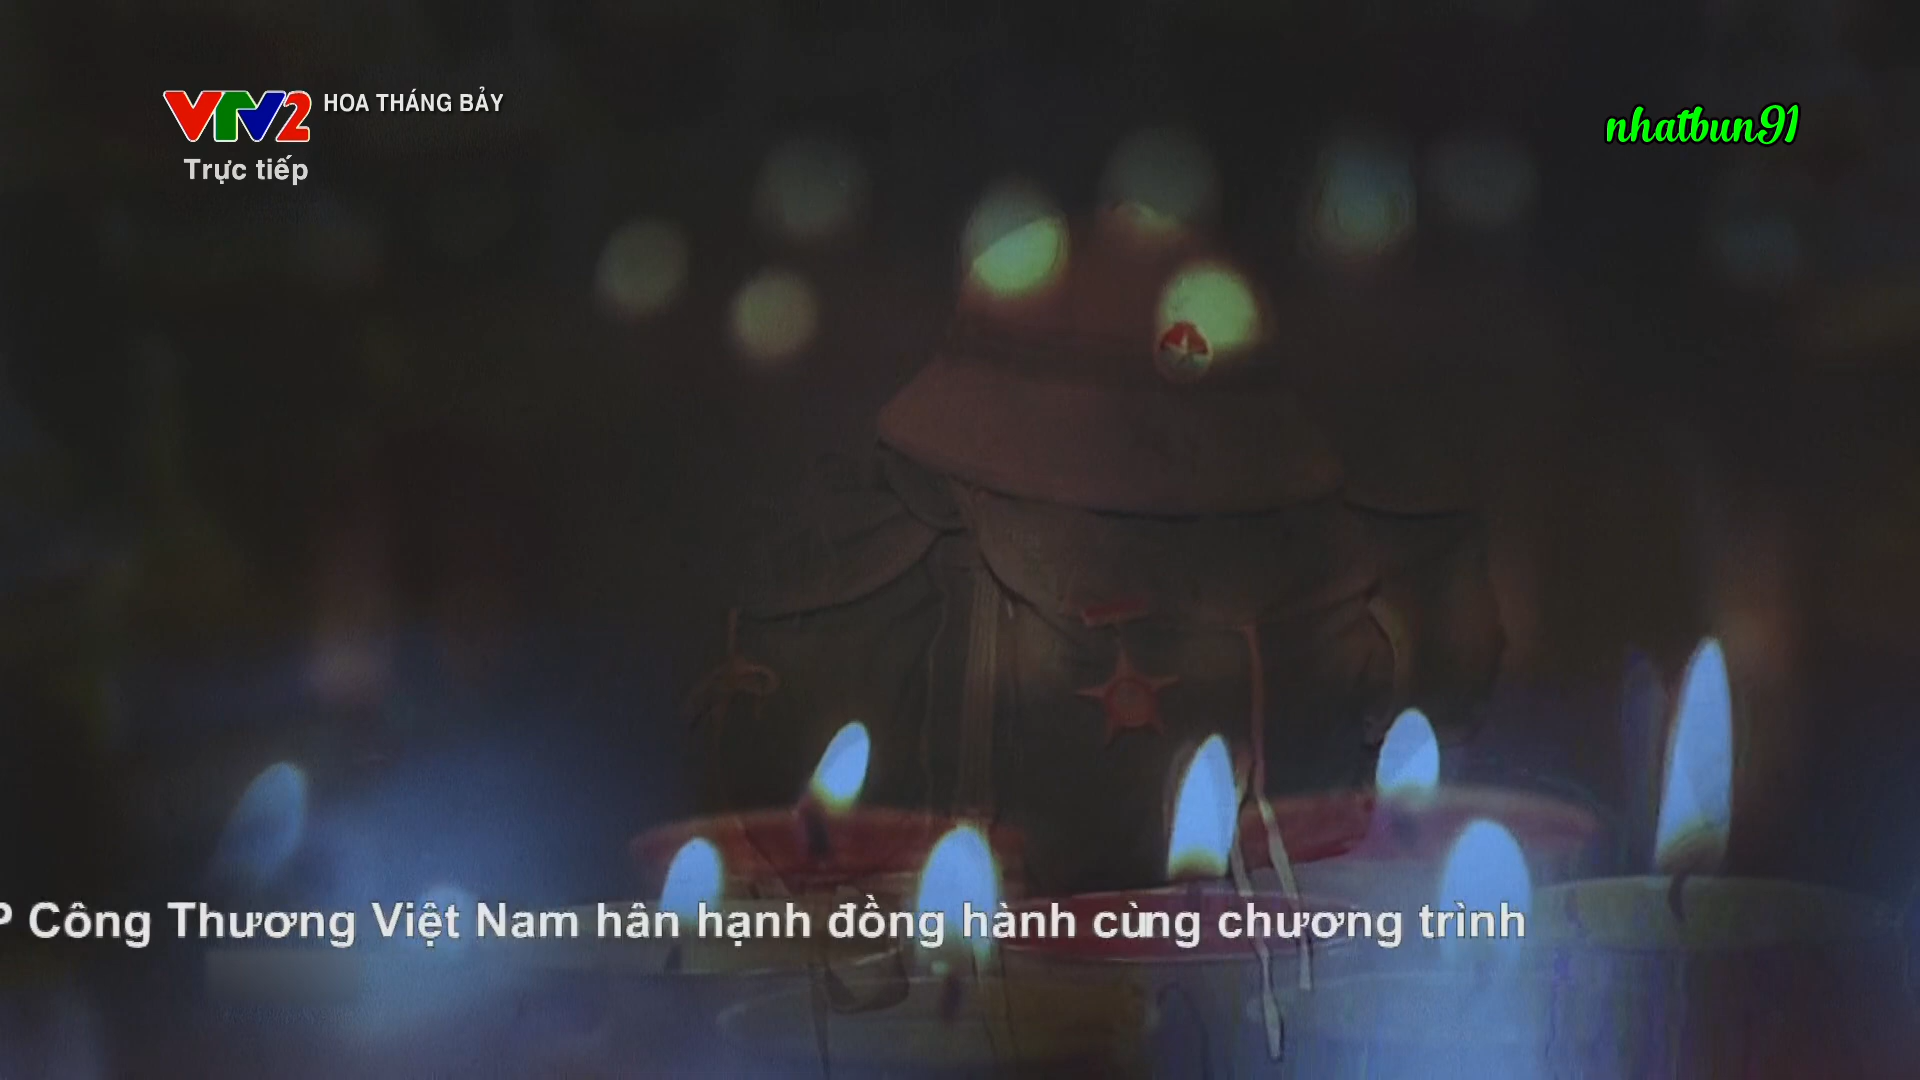 VTV2 HOA THÁNG BẢY
Trực tiếp
nhatbun91
P Công Thương Việt Nam hân hạnh đồng hành cùng chương trình